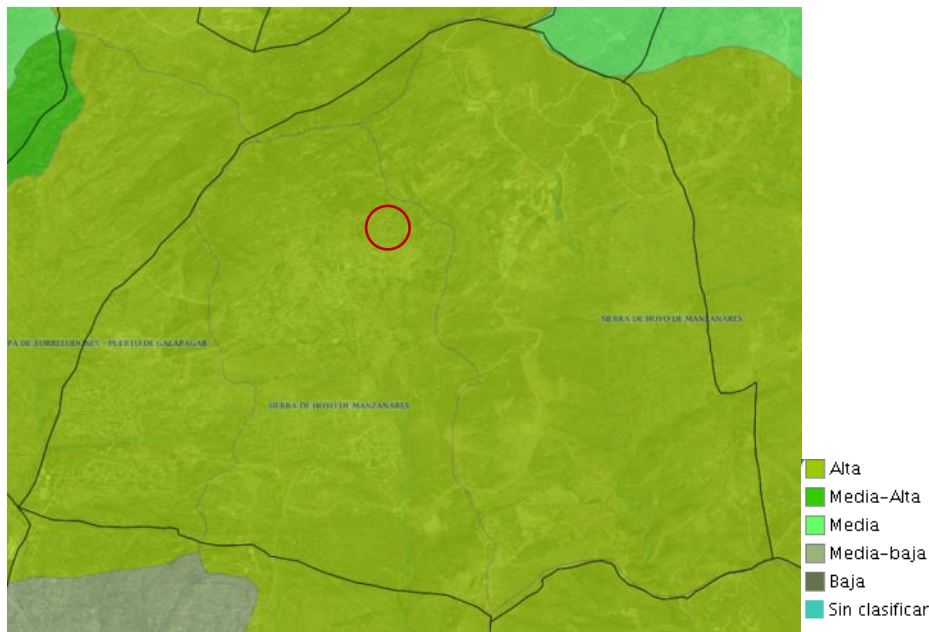 SIERRA DE HOYO DE MANZANARES
PA DE TORRELODONES - PUERTO DE GALAPAGAR
SIERRA DE HOYO DE MANZANARES
Alta
Media-Alta
Media
Media-baja
Baja
Sin clasificar